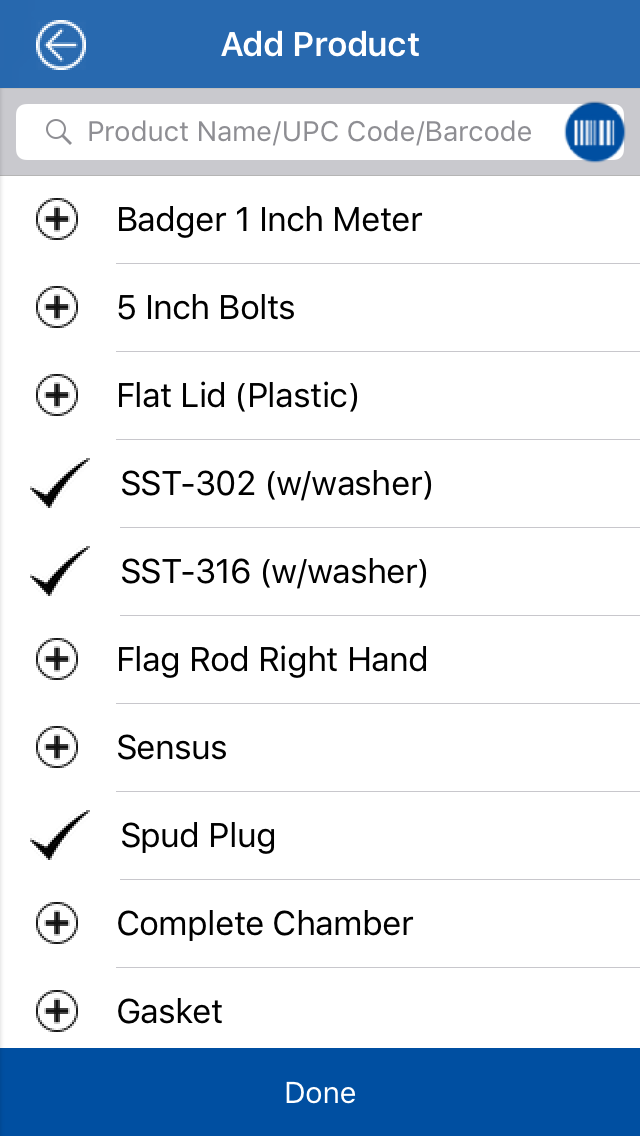 Add Product
Product Name/UPC Code/Barcode
Badger 1 Inch Meter
5 Inch Bolts
Flat Lid (Plastic)
SST-302 (w/washer)
SST-316 (w/washer)
Flag Rod Right Hand
Sensus
Spud Plug
Complete Chamber
Gasket
Done